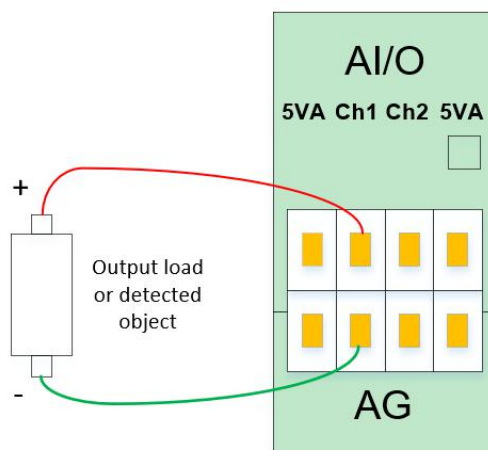 AI/O
5VA Ch1 Ch2 5VA
+
Output load
or detected
object
-
AG